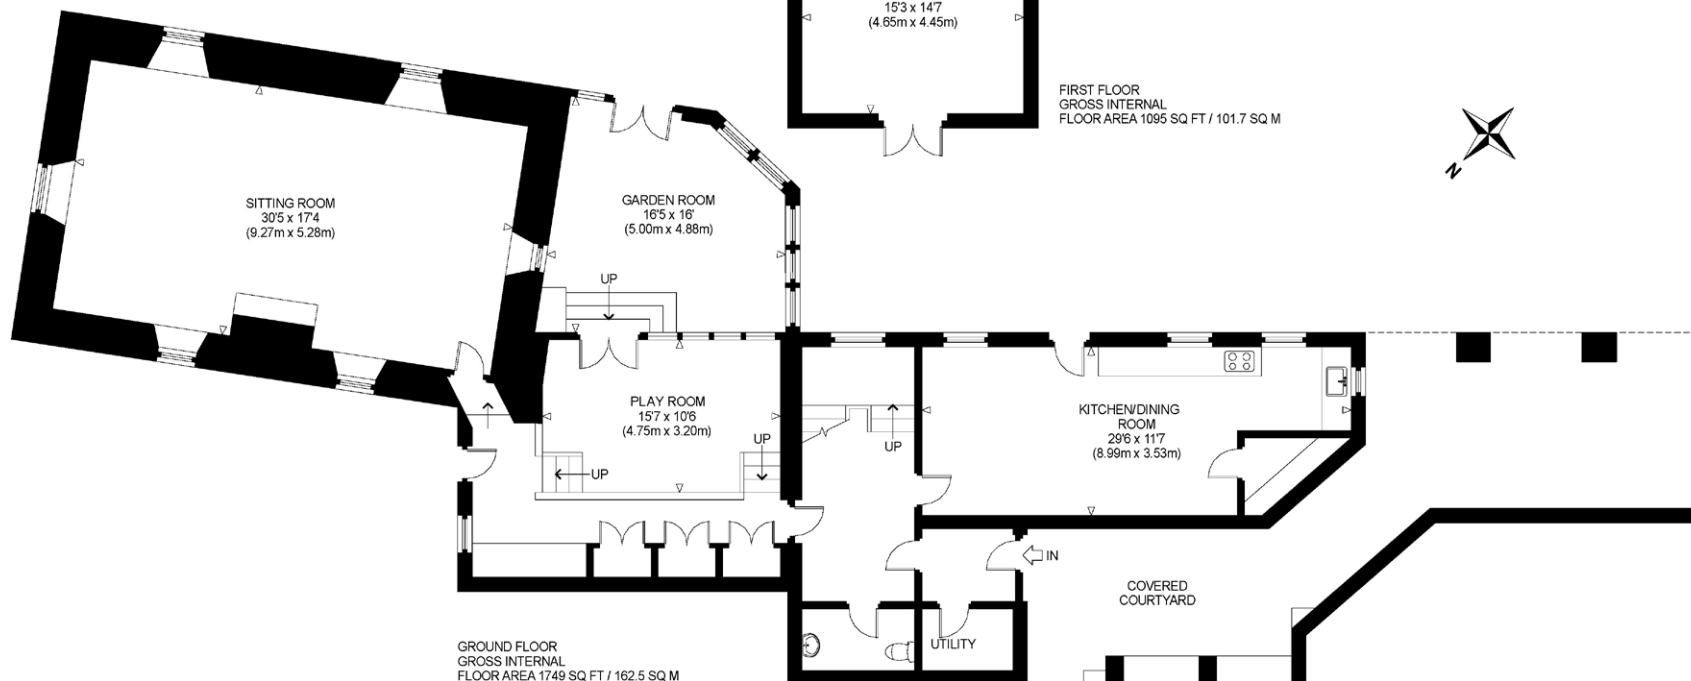 15'3 x 14'7
(4.65m x 4.45m)
FIRST FLOOR
GROSS INTERNAL
FLOOR AREA 1095 SQ FT / 101.7 SQ M
N
SITTING ROOM
30'5 x 17'4
(9.27m x 5.28m)
GARDEN ROOM
16'5 x 16'
(5.00m x 4.88m)
UP
PLAY ROOM
15'7 x 10'6
(4.75m x 3.20m)
UP
UP
UP
KITCHEN/DINING
ROOM
29'6 x 11'7
(8.99m x 3.53m)
IN
COVERED
COURTYARD
UTILITY
GROUND FLOOR
GROSS INTERNAL
FLOOR AREA 1749 SQ FT / 162.5 SQ M